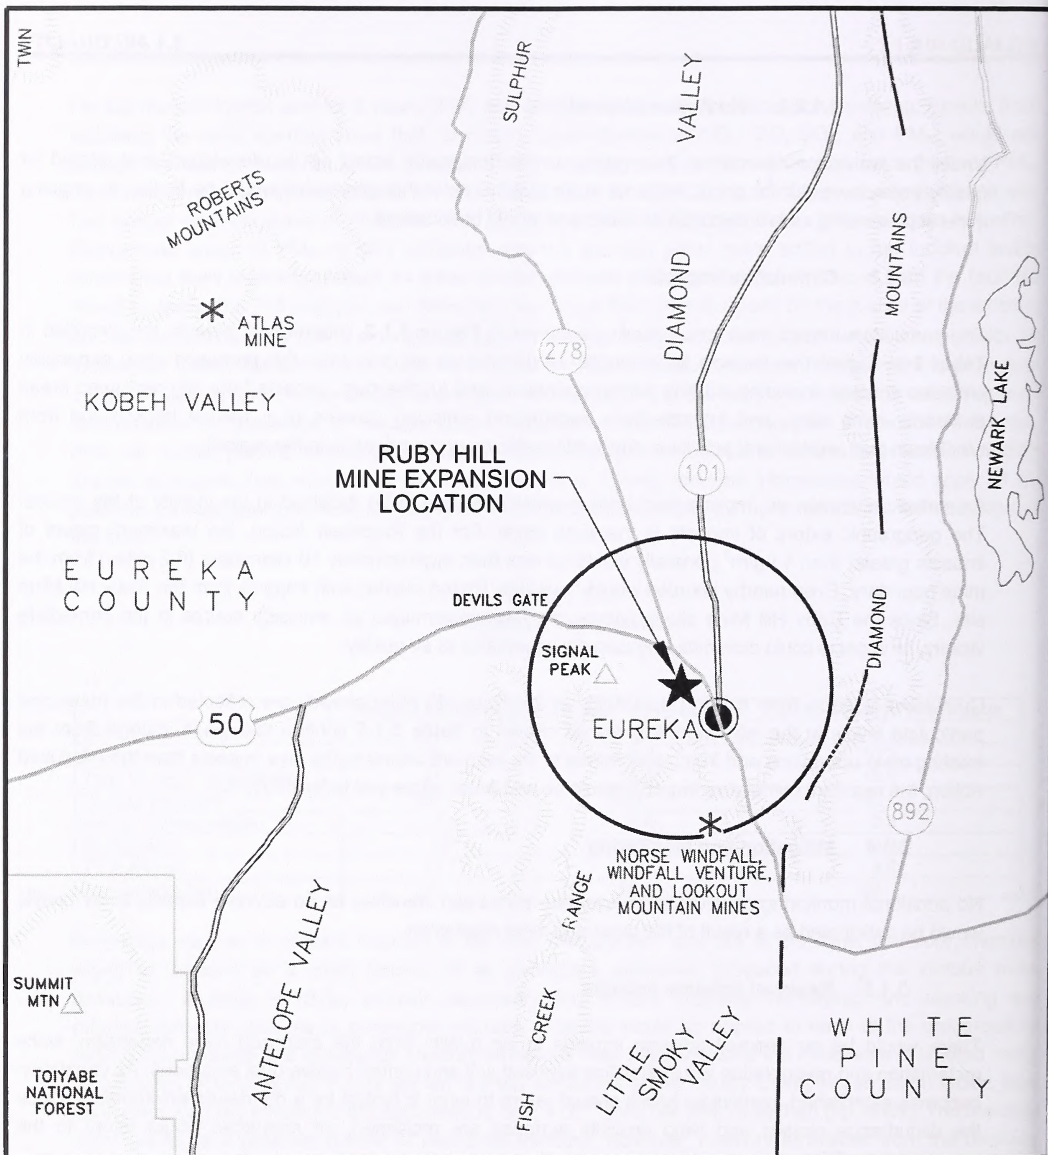 TWIN
SULPHUR
VALLEY
ROBERTS
MOUNTAINS
MOUNTAINS
DIAMOND
ATLAS
MINE
278
KOBEH VALLEY
NEWARK LAKE
RUBY HILL
MINE EXPANSION
LOCATION
101
EUREKA
COUNTY
DEVILS GATE
DIAMOND
SIGNAL
PEAK
50
EUREKA
892
NORSE WINDFALL,
WINDFALL VENTURE,
AND LOOKOUT
MOUNTAIN MINES
ANTELOPE VALLEY
FISH CREEK RANGE
SUMMIT
MTN
LITTLE
SMOKY
VALLEY
WHITE
PINE
COUNTY
TOIYABE
NATIONAL
FOREST